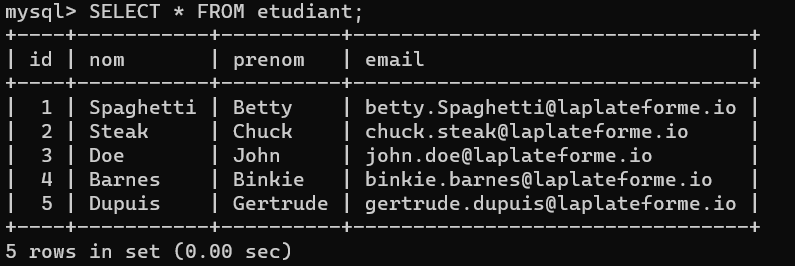 mysql> SELECT * FROM etudiant;
+----+-----------+----------+---------------------------------+
| id | nom       | prenom   | email                           |
+----+-----------+----------+---------------------------------+
|  1 | Spaghetti | Betty    | betty.Spaghetti@laplateforme.io |
|  2 | Steak     | Chuck    | chuck.steak@laplateforme.io     |
|  3 | Doe       | John     | john.doe@laplateforme.io        |
|  4 | Barnes    | Binkie   | binkie.barnes@laplateforme.io   |
|  5 | Dupuis    | Gertrude | gertrude.dupuis@laplateforme.io |
+----+-----------+----------+---------------------------------+
5 rows in set (0.00 sec)